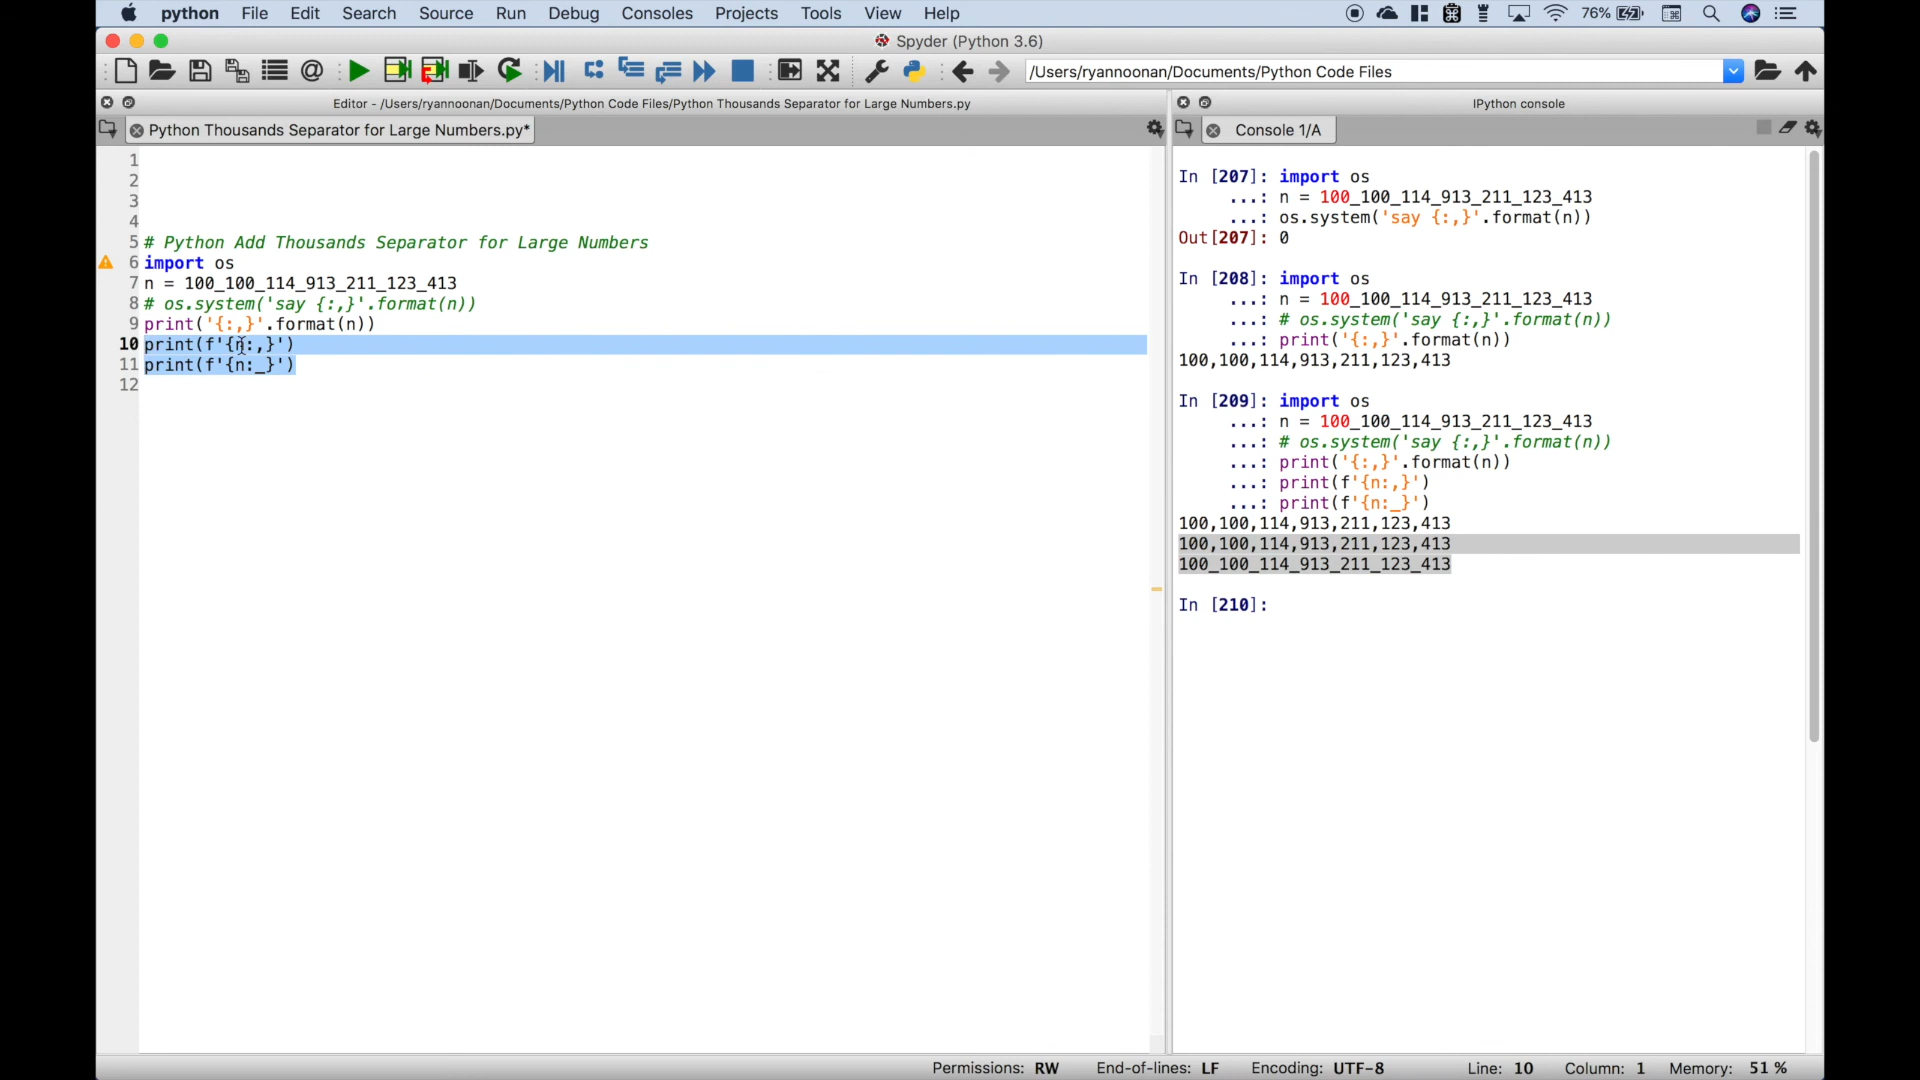 python File Edit Search Source Run Debug Consoles Projects Tools View Help 76%
Spyder (Python 3.6)
/Users/ryannoonan/Documents/Python Code Files
Editor - /Users/ryannoonan/Documents/Python Code Files/Python Thousands Separator for Large Numbers.py
IPython console
Python Thousands Separator for Large Numbers.py*
Console 1/A
1
2
3
4
5 # Python Add Thousands Separator for Large Numbers
6 import os
7 n = 100_100_114_913_211_123_413
8 # os.system('say {:,}'.format(n))
9 print('{:,}'.format(n))
10 print(f'{n:,}')
11 print(f'{n:_}')
12
In [207]: import os
...: n = 100_100_114_913_211_123_413
...: os.system('say {:,}'.format(n))
Out[207]: 0
In [208]: import os
...: n = 100_100_114_913_211_123_413
...: # os.system('say {:,}'.format(n))
...: print('{:,}'.format(n))
100,100,114,913,211,123,413
In [209]: import os
...: n = 100_100_114_913_211_123_413
...: # os.system('say {:,}'.format(n))
...: print('{:,}'.format(n))
...: print(f'{n:,}')
...: print(f'{n:_}')
100,100,114,913,211,123,413
100,100,114,913,211,123,413
100_100_114_913_211_123_413
In [210]:
Permissions: RW End-of-lines: LF Encoding: UTF-8 Line: 10 Column: 1 Memory: 51 %